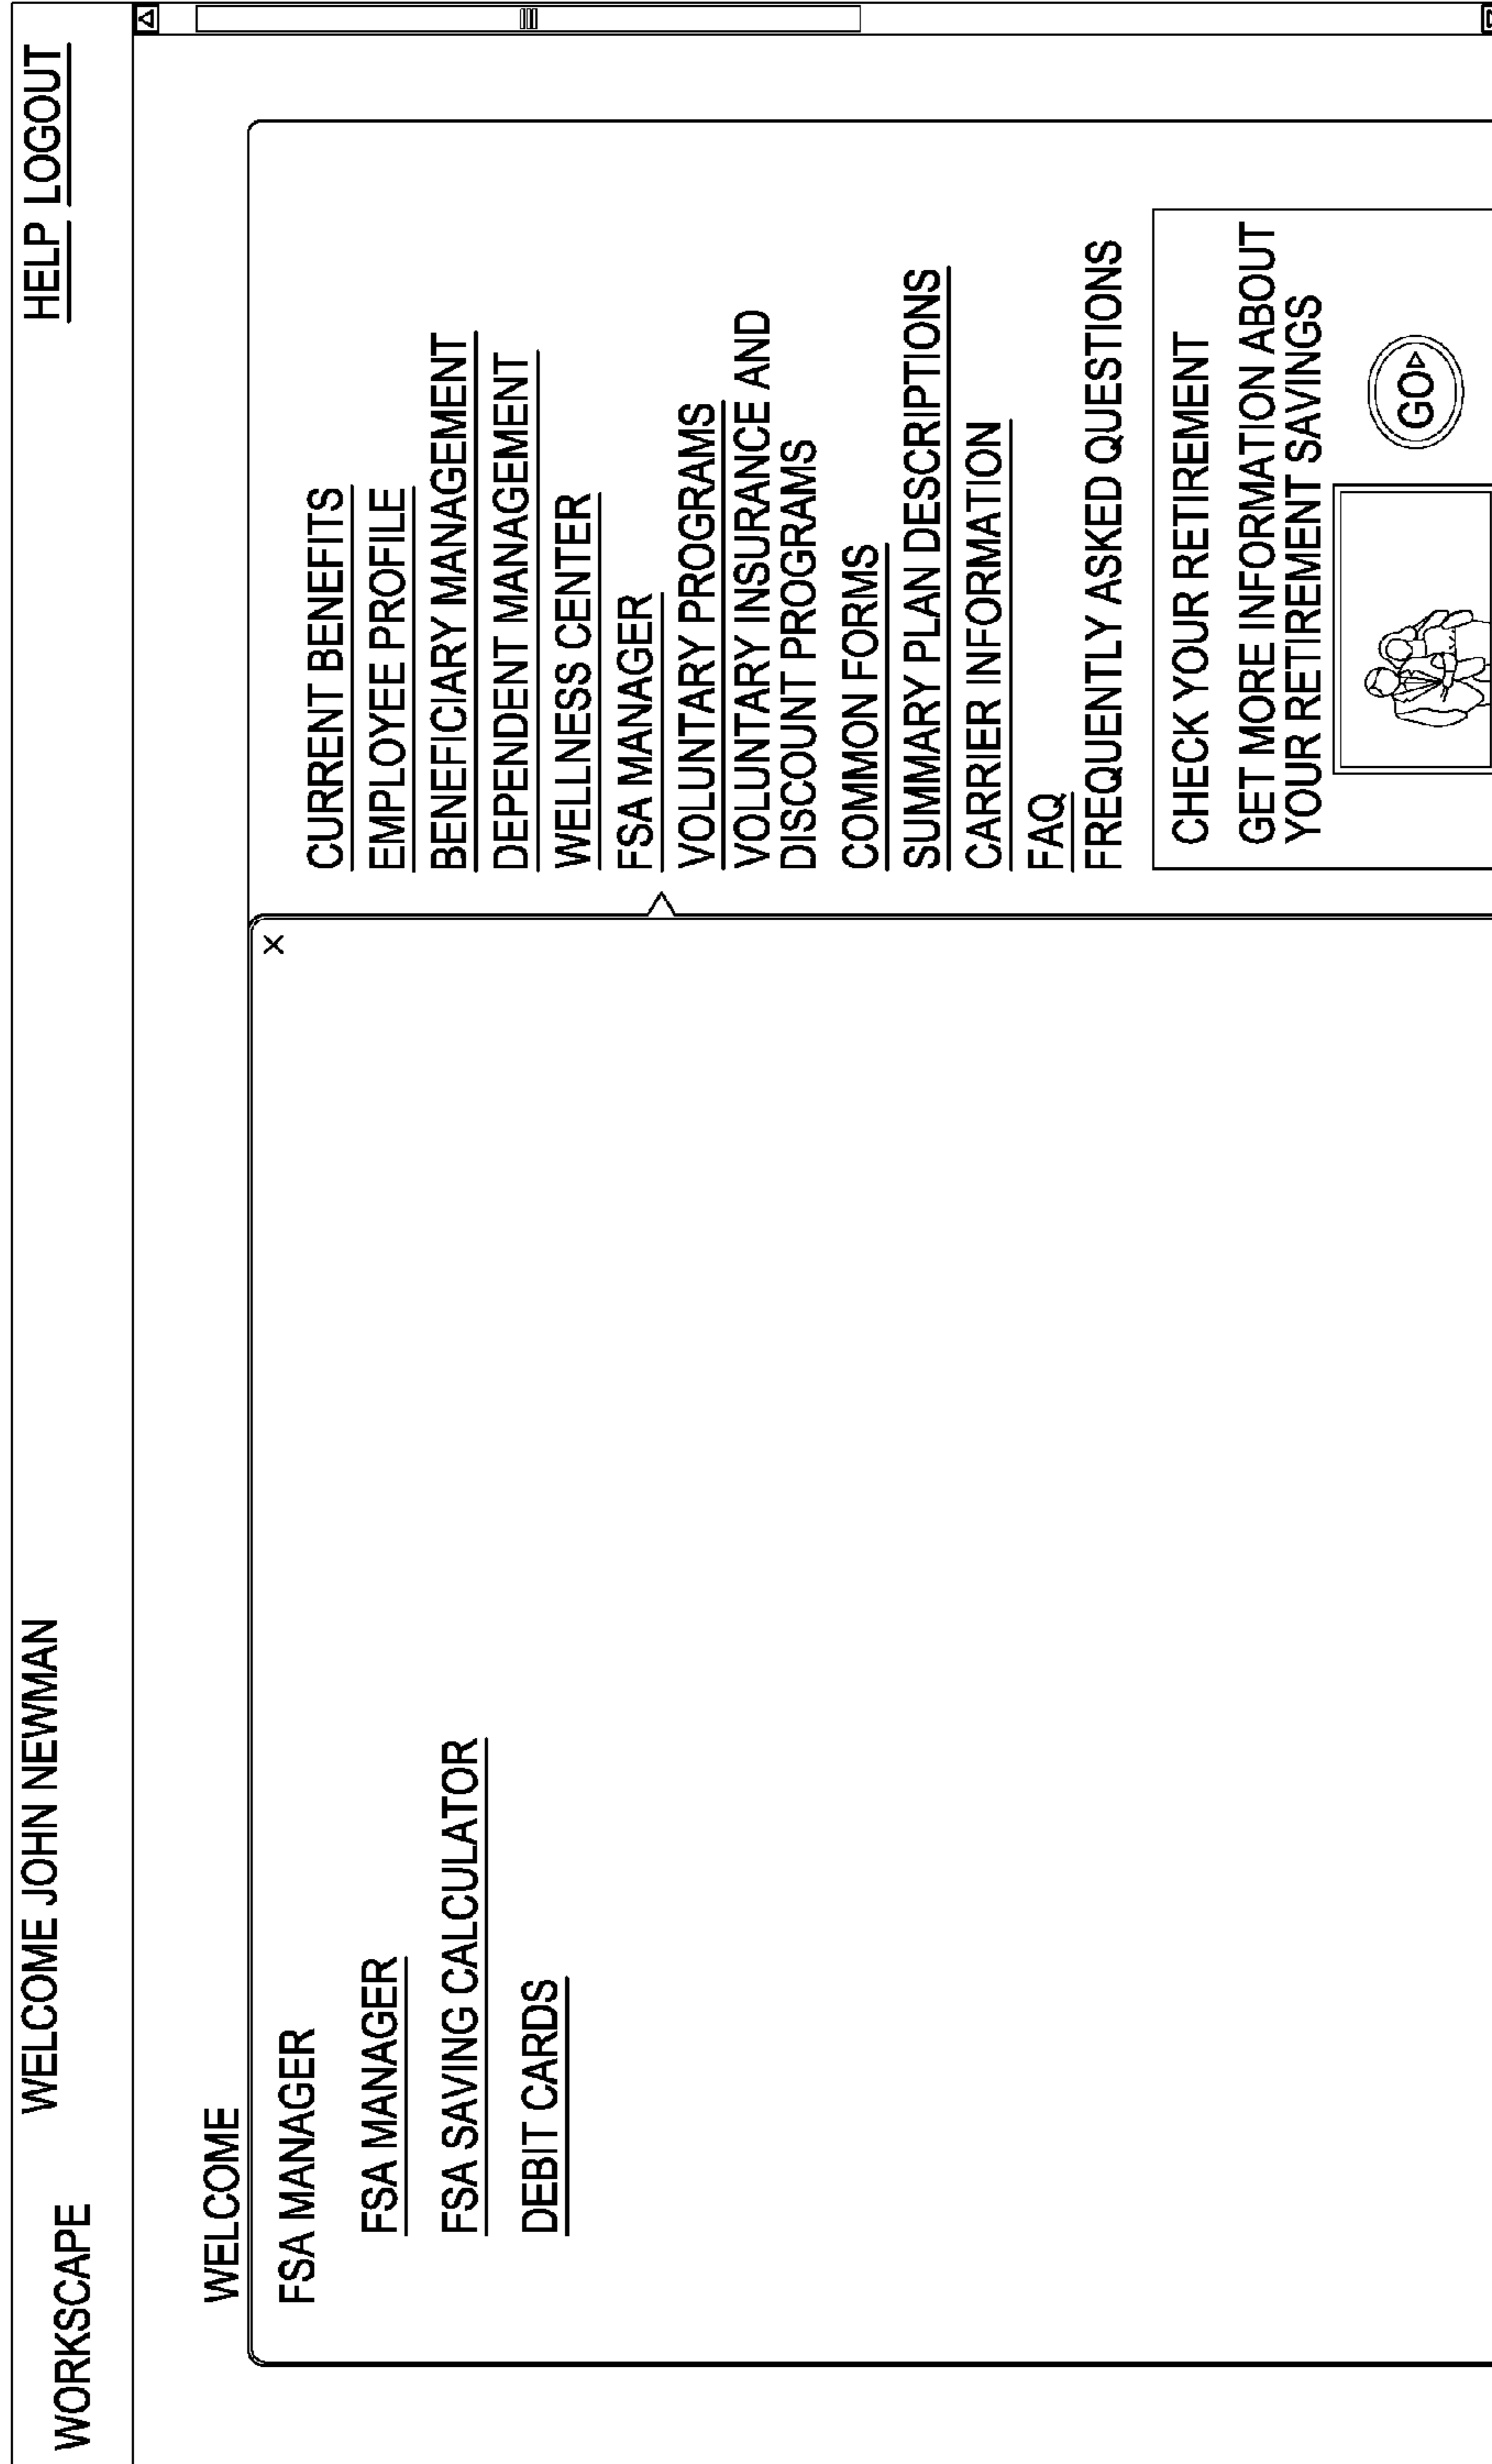 WORKSCAPE
WELCOME JOHN NEWMAN
HELP LOGOUT
WELCOME
FSA MANAGER
X
FSA MANAGER
FSA SAVING CALCULATOR
DEBIT CARDS
CURRENT BENEFITS
EMPLOYEE PROFILE
BENEFICIARY MANAGEMENT
DEPENDENT MANAGEMENT
WELLNESS CENTER
FSA MANAGER
VOLUNTARY PROGRAMS
VOLUNTARY INSURANCE AND
DISCOUNT PROGRAMS
COMMON FORMS
SUMMARY PLAN DESCRIPTIONS
CARRIER INFORMATION
FAQ
FREQUENTLY ASKED QUESTIONS
CHECK YOUR RETIREMENT
GET MORE INFORMATION ABOUT
YOUR RETIREMENT SAVINGS
GO